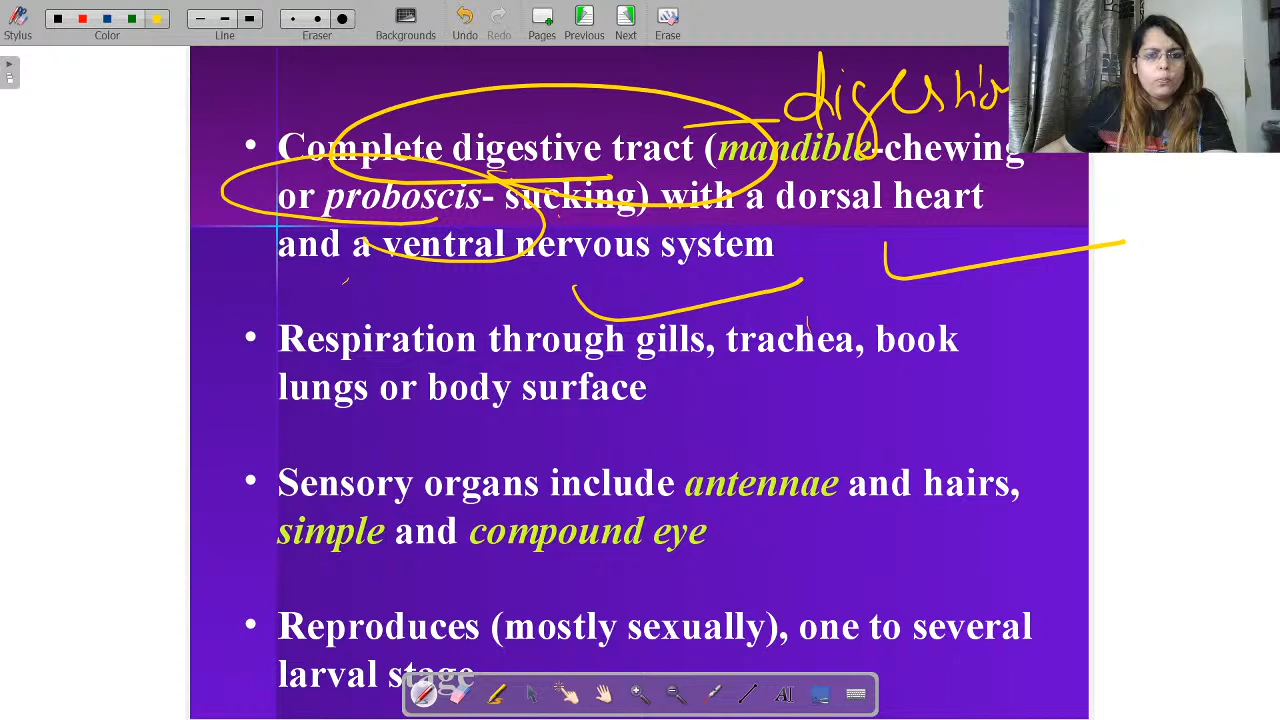 Stylus
Color
Line
Eraser
Backgrounds
Undo
Redo
Pages
Previous
Next
Erase
digestion
• Complete digestive tract (mandible-chewing
or proboscis- sucking) with a dorsal heart
and a ventral nervous system
• Respiration through gills, trachea, book
lungs or body surface
• Sensory organs include antennae and hairs,
simple and compound eye
• Reproduces (mostly sexually), one to several
larval stage